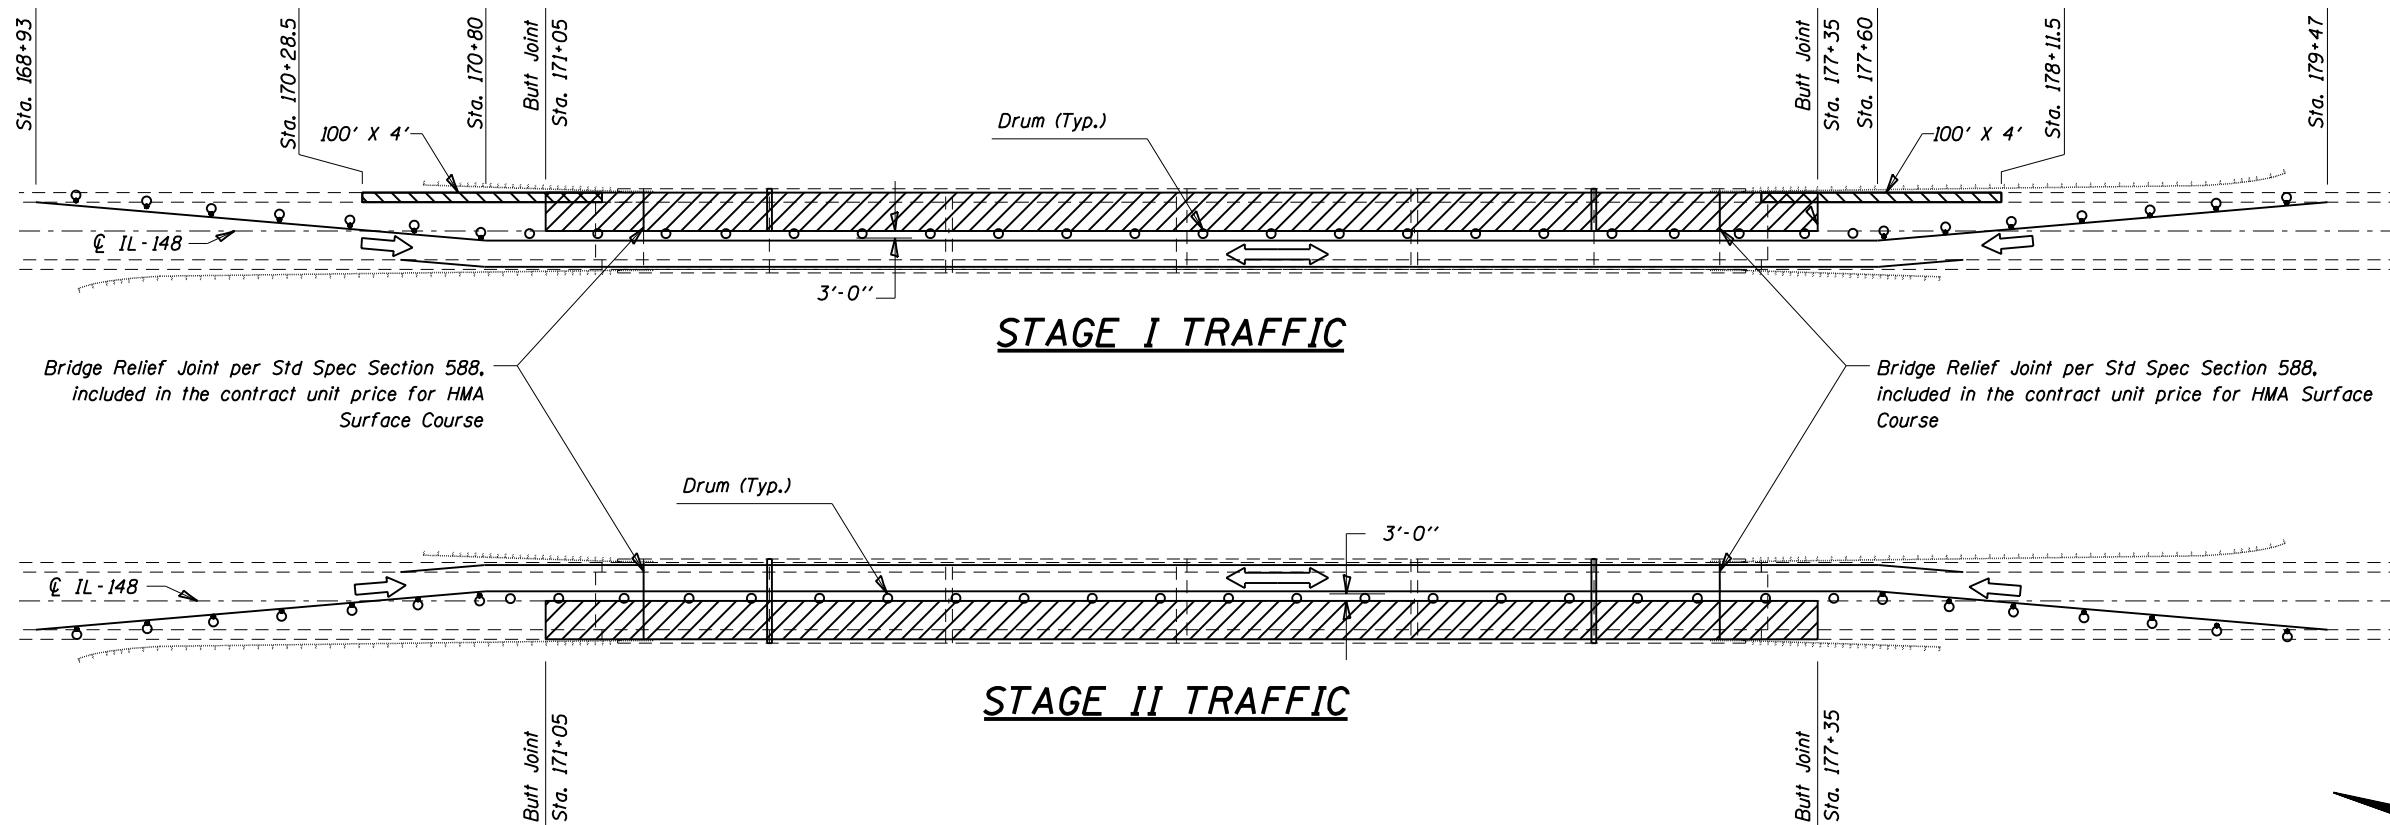 Sta. 168+93
Sta. 170+28.5
Sta. 170+80
Butt Joint
Sta. 171+05
Butt Joint
Sta. 177+35
Sta. 177+60
Sta. 178+11.5
Sta. 179+47
100' X 4'
Drum (Typ.)
100' X 4'
℄ IL-148
3'-0"
STAGE I TRAFFIC
Bridge Relief Joint per Std Spec Section 588,
included in the contract unit price for HMA
Surface Course
Bridge Relief Joint per Std Spec Section 588,
included in the contract unit price for HMA Surface
Course
Drum (Typ.)
3'-0"
℄ IL-148
STAGE II TRAFFIC
Butt Joint
Sta. 171+05
Butt Joint
Sta. 177+35